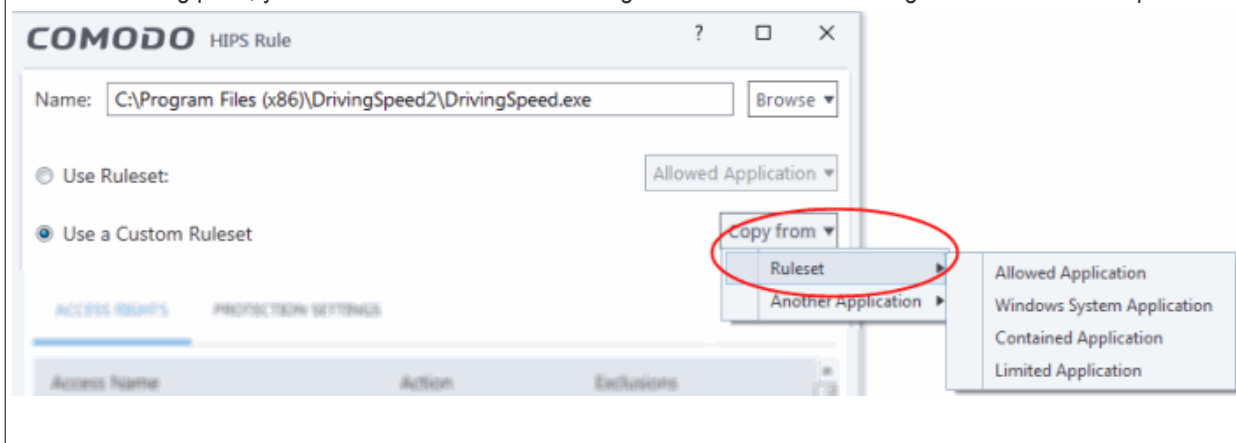 COMODO HIPS Rule ?
Name: C:\Program Files (x86)\DrivingSpeed2\DrivingSpeed.exe Browse
Use Ruleset: Allowed Application
Use a Custom Ruleset Copy from
Ruleset Allowed Application
Another Application Windows System Application
Contained Application
ACCESS RIGHTS PROTECTION SETTINGS
Limited Application
Access Name Action Exclusions